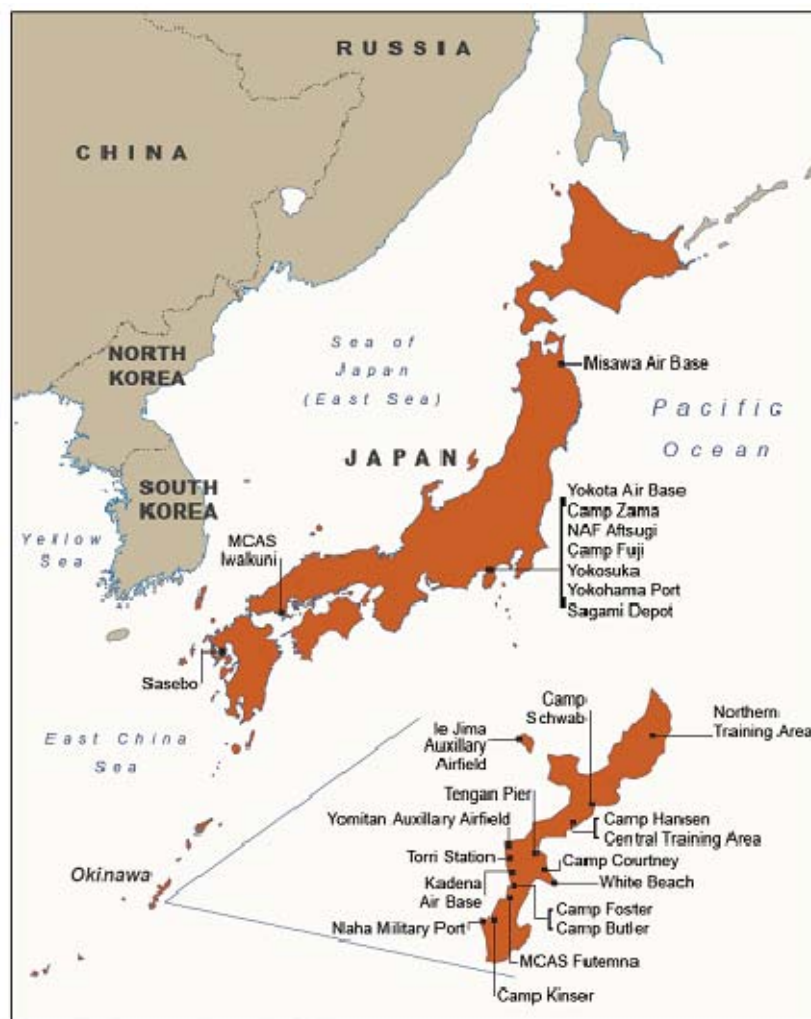 RUSSIA
CHINA
NORTH
KOREA
Sea of
Japan
(East Sea)
Misawa Air Base
Pacific
Ocean
JAPAN
SOUTH
KOREA
Yellow
Sea
MCAS
Iwalkuni
Yokota Air Base
Camp Zama
NAF Aftsugi
Camp Fuji
Yokosuka
Yokohama Port
Sagami Depot
Sasebo
East China
Sea
Camp
Schwab
Northern
Training Area
Ie Jima
Auxillary
Airfield
Tengan Pier
Yomitan Auxillary Airfield
Camp Hansen
Central Training Area
Torri Station
Camp Courtney
Okinawa
Kadena
Air Base
White Beach
Camp Foster
Camp Butler
Naha Military Port
MCAS Futemna
Camp Kinser